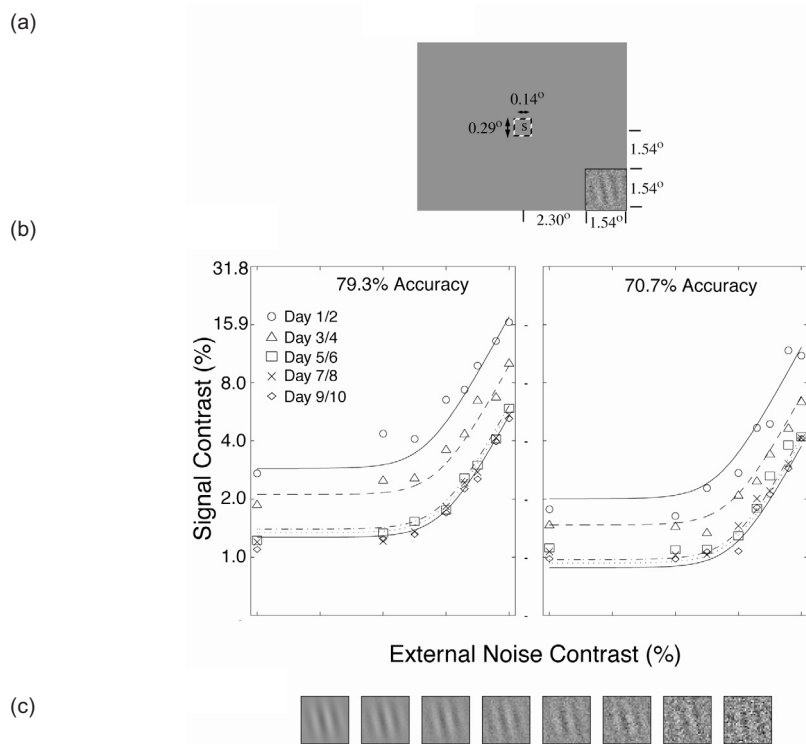 (a)
0.14°
0.29°
s
1.54°
1.54°
2.30°
1.54°
(b)
31.8
15.9
8.0
4.0
2.0
1.0
Signal Contrast (%)
79.3% Accuracy
Day 1/2
Day 3/4
Day 5/6
Day 7/8
Day 9/10
70.7% Accuracy
External Noise Contrast (%)
(c)